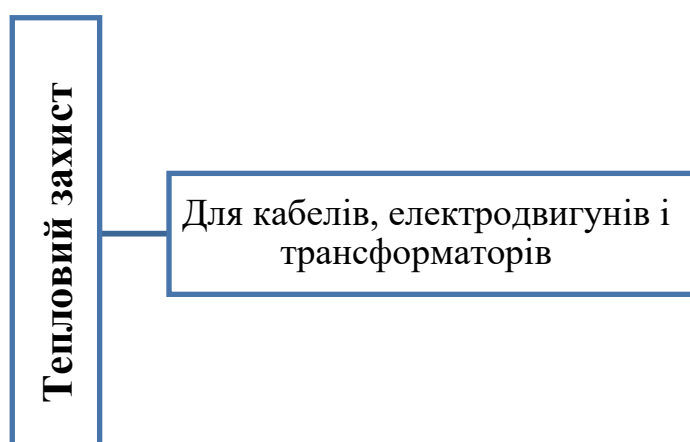 Тепловий захист
Для кабелів, електродвигунів і
трансформаторів